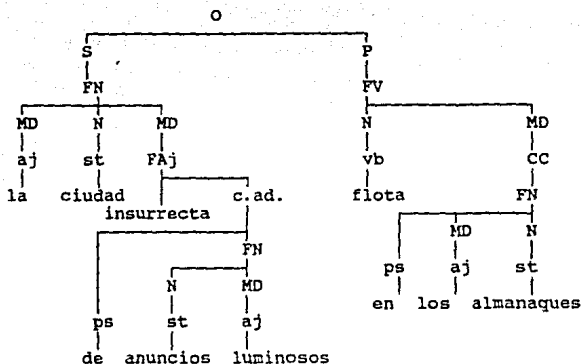 O
S P
FN FV
MD N MD N MD
aj st FAj vb CC
la ciudad c.ad. flota FN
insurrecta
FN MD N
N MD ps aj st
ps st aj en los almanaques
de anuncios luminosos